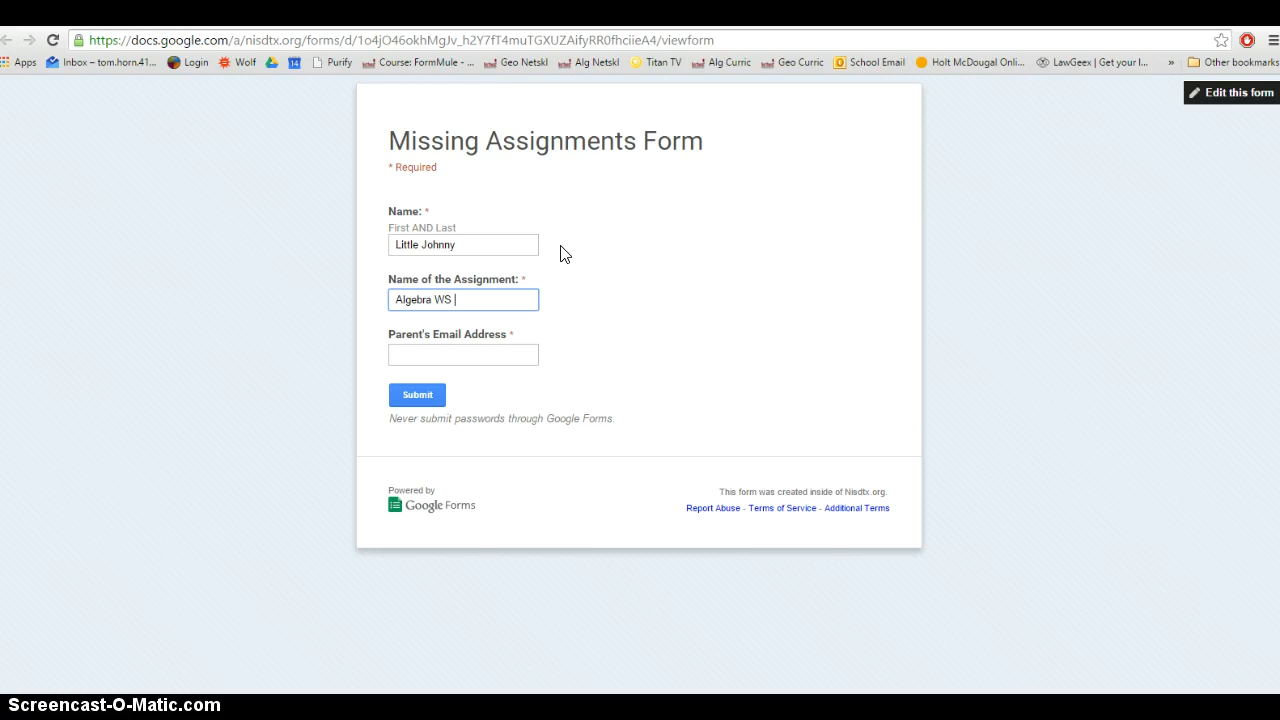 https://docs.google.com/a/nisdtx.org/forms/d/1o4jO46okhMgJv_h2Y7fT4muTGXUZAifyRR0fhciieA4/viewform
Apps Inbox – tom.horn.41... Login Wolf 14 Purify Course: FormMule - ... Geo Netskl Alg Netskl Titan TV Alg Curric Geo Curric School Email Holt McDougal Onli... LawGeex | Get your l... » Other bookmarks
Edit this form
Missing Assignments Form
* Required
Name: *
First AND Last
Little Johnny
Name of the Assignment: *
Algebra WS
Parent's Email Address *
Submit
Never submit passwords through Google Forms.
Powered by
Google Forms
This form was created inside of Nisdtx.org.
Report Abuse - Terms of Service - Additional Terms
Screencast-O-Matic.com